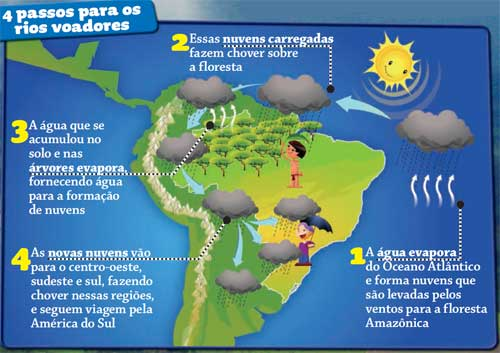 4 passos para os
rios voadores
1 A água evapora
do Oceano Atlântico
e forma nuvens que
são levadas pelos
ventos para a floresta
Amazônica
2 Essas nuvens carregadas
fazem chover sobre
a floresta
3 A água que se
acumulou no
solo e nas
árvores evapora,
fornecendo água
para a formação
de nuvens
4 As novas nuvens vão
para o centro-oeste,
sudeste e sul, fazendo
chover nessas regiões,
e seguem viagem pela
América do Sul